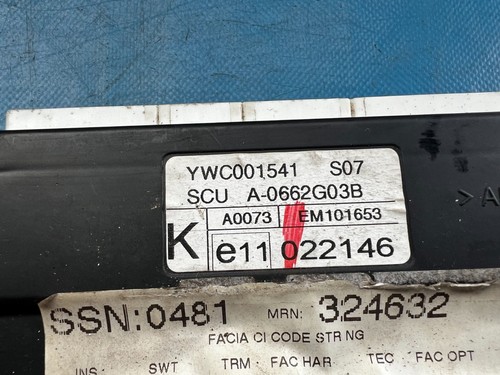 YWC001541 S07
SCU A-0662G03B
A0073 EM101653
K e11 022146
> A
SSN:0481 MRN: 324632
FACIA CI CODE STR NG
INS: SWT TRM: FAC HAR TEC: FAC OPT